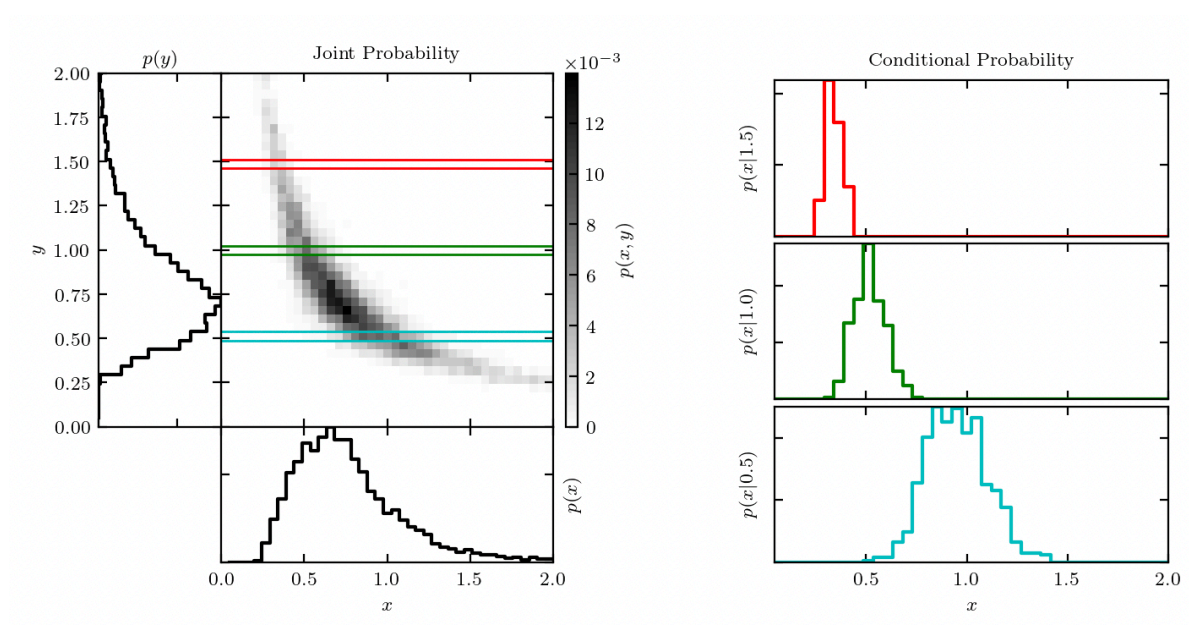 p(y)
Joint Probability
×10⁻³
2.00
1.75
1.50
1.25
1.00
0.75
0.50
0.25
0.00
y
12
10
8
6
4
2
0
p(x, y)
p(x)
0.0 0.5 1.0 1.5 2.0
x
Conditional Probability
p(x|1.5)
p(x|1.0)
p(x|0.5)
0.5 1.0 1.5 2.0
x